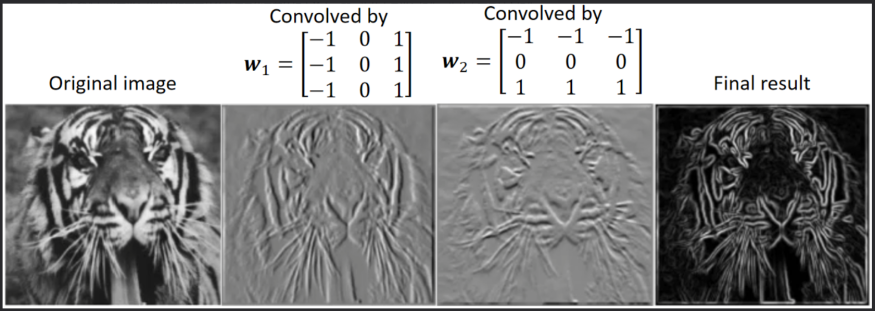 Original image
Convolved by
w₁ = [−1 0 1
−1 0 1
−1 0 1]
Convolved by
w₂ = [−1 −1 −1
0 0 0
1 1 1]
Final result